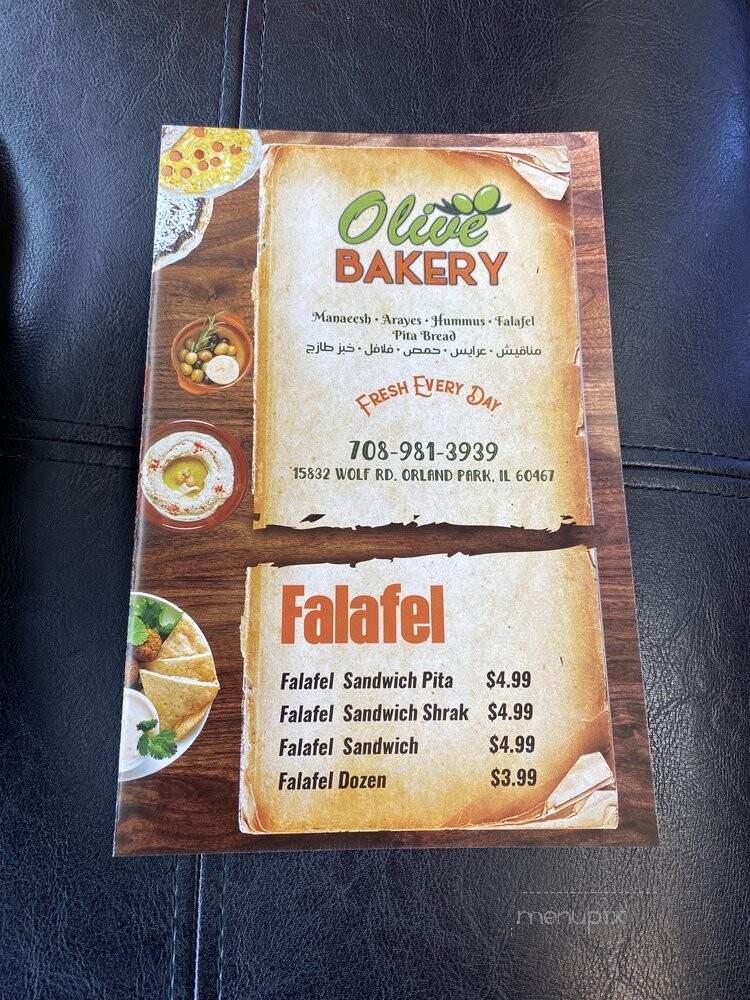 Olive
BAKERY
Manaeesh • Arayes • Hummus • Falafel
Pita Bread
مناقيش • عرايس • حمص • فلافل • خبز طازج
FRESH EVERY DAY
708-981-3939
15832 WOLF RD. ORLAND PARK, IL 60467
Falafel
Falafel Sandwich Pita $4.99
Falafel Sandwich Shrak $4.99
Falafel Sandwich $4.99
Falafel Dozen $3.99
menupix